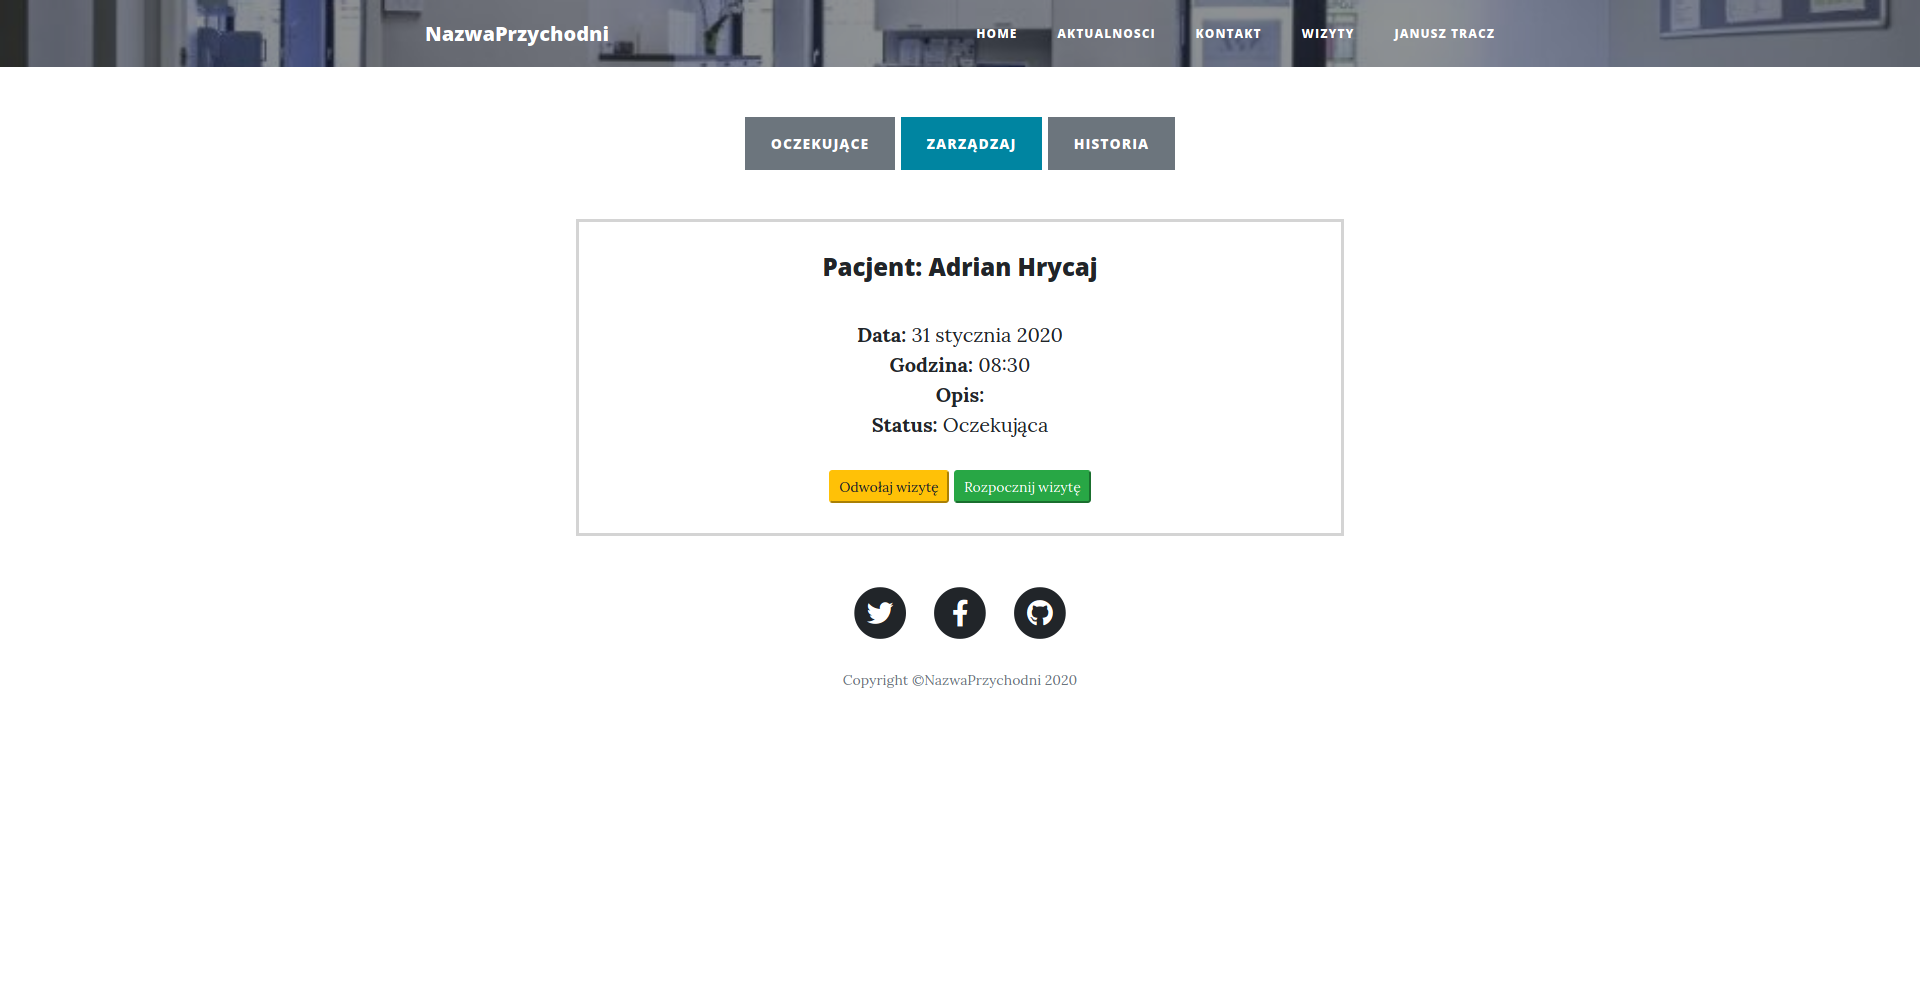 NazwaPrzychodni
HOME AKTUALNOSCI KONTAKT WIZYTY JANUSZ TRACZ
OCZEKUJĄCE ZARZĄDZAJ HISTORIA
Pacjent: Adrian Hrycaj
Data: 31 stycznia 2020
Godzina: 08:30
Opis:
Status: Oczekująca
Odwołaj wizytę Rozpocznij wizytę
Copyright ©NazwaPrzychodni 2020